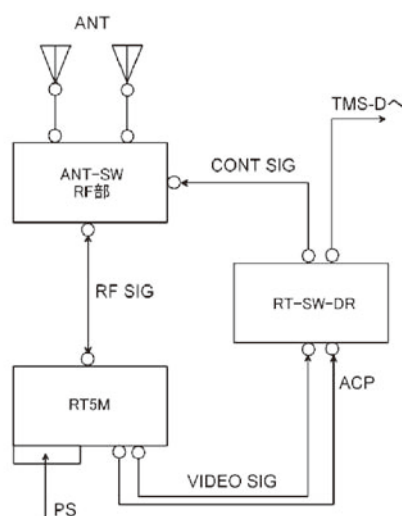 ANT
TMS-Dへ
ANT-SW
RF部
CONT SIG
RF SIG
RT-SW-DR
RT5M
ACP
VIDEO SIG
PS